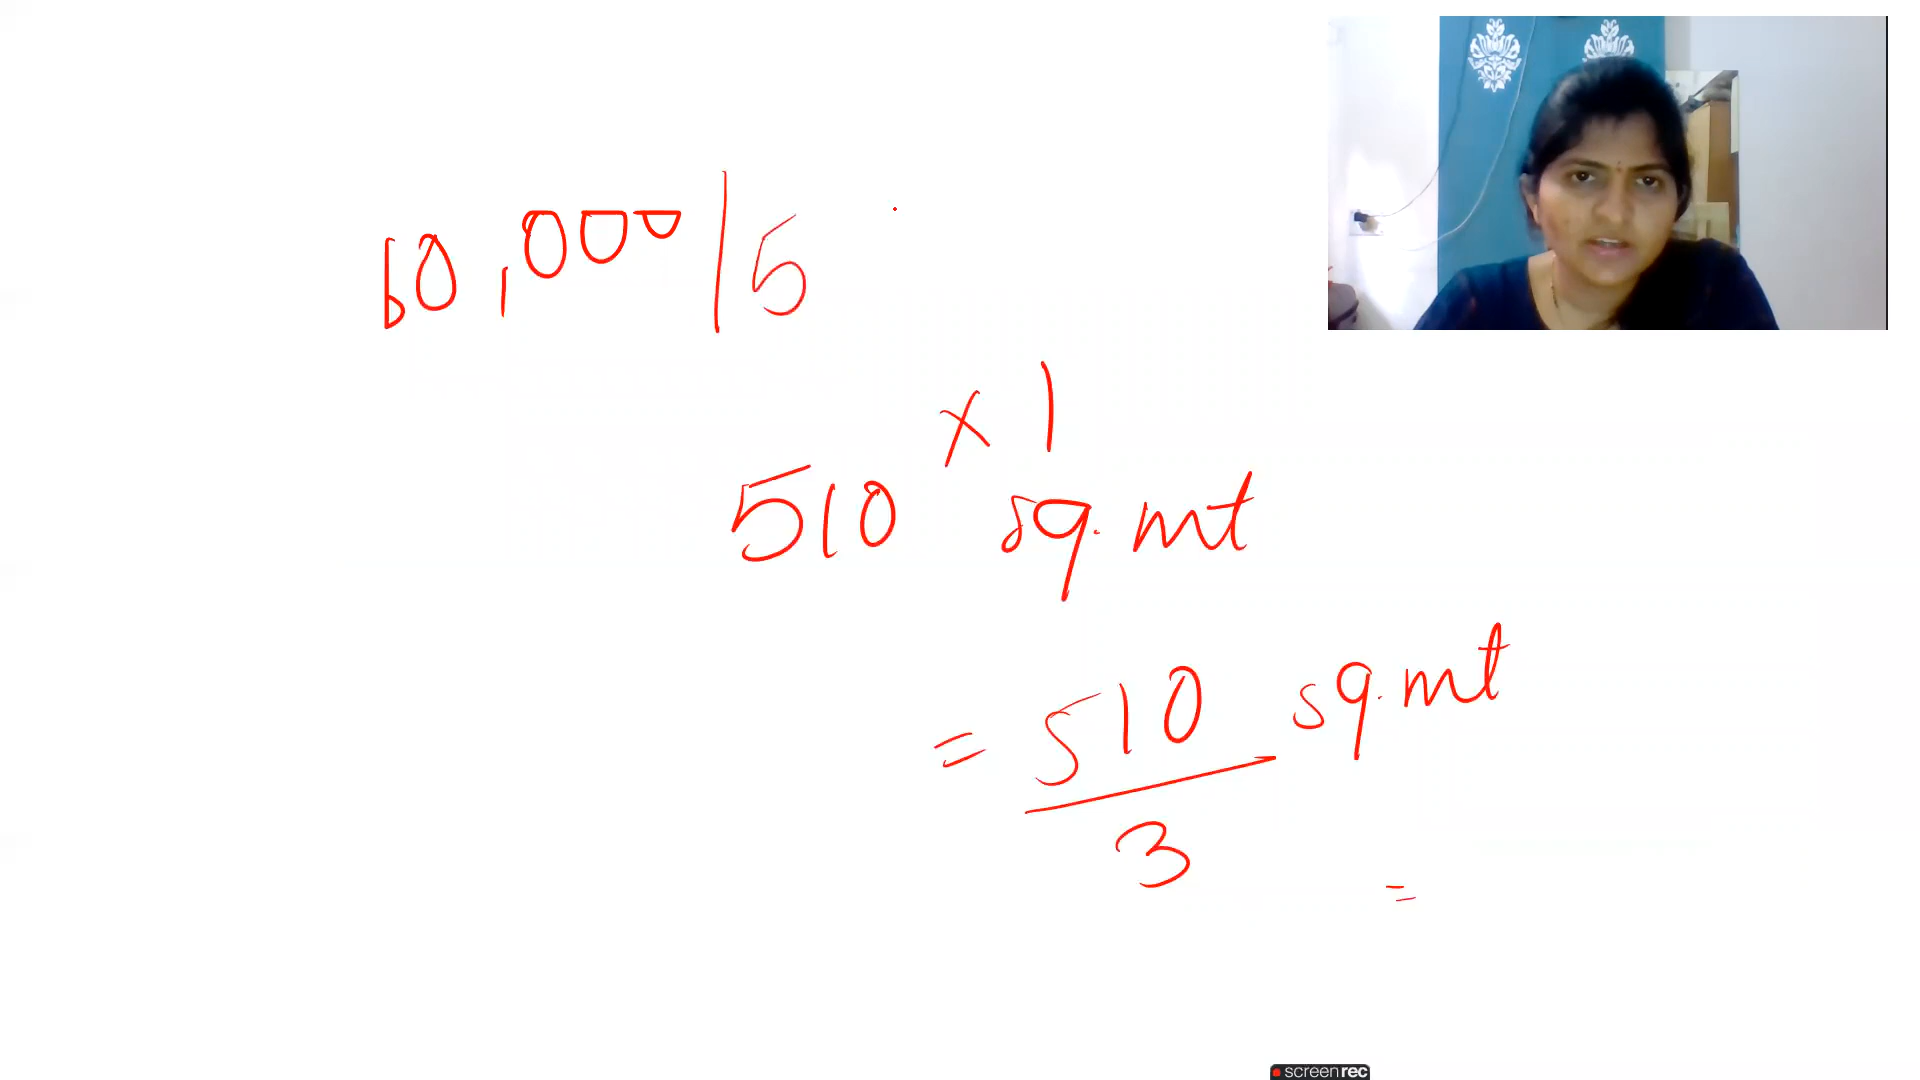 60,000/5
× 1
510 sq.mt
= 510/3 sq.mt
=
screenrec